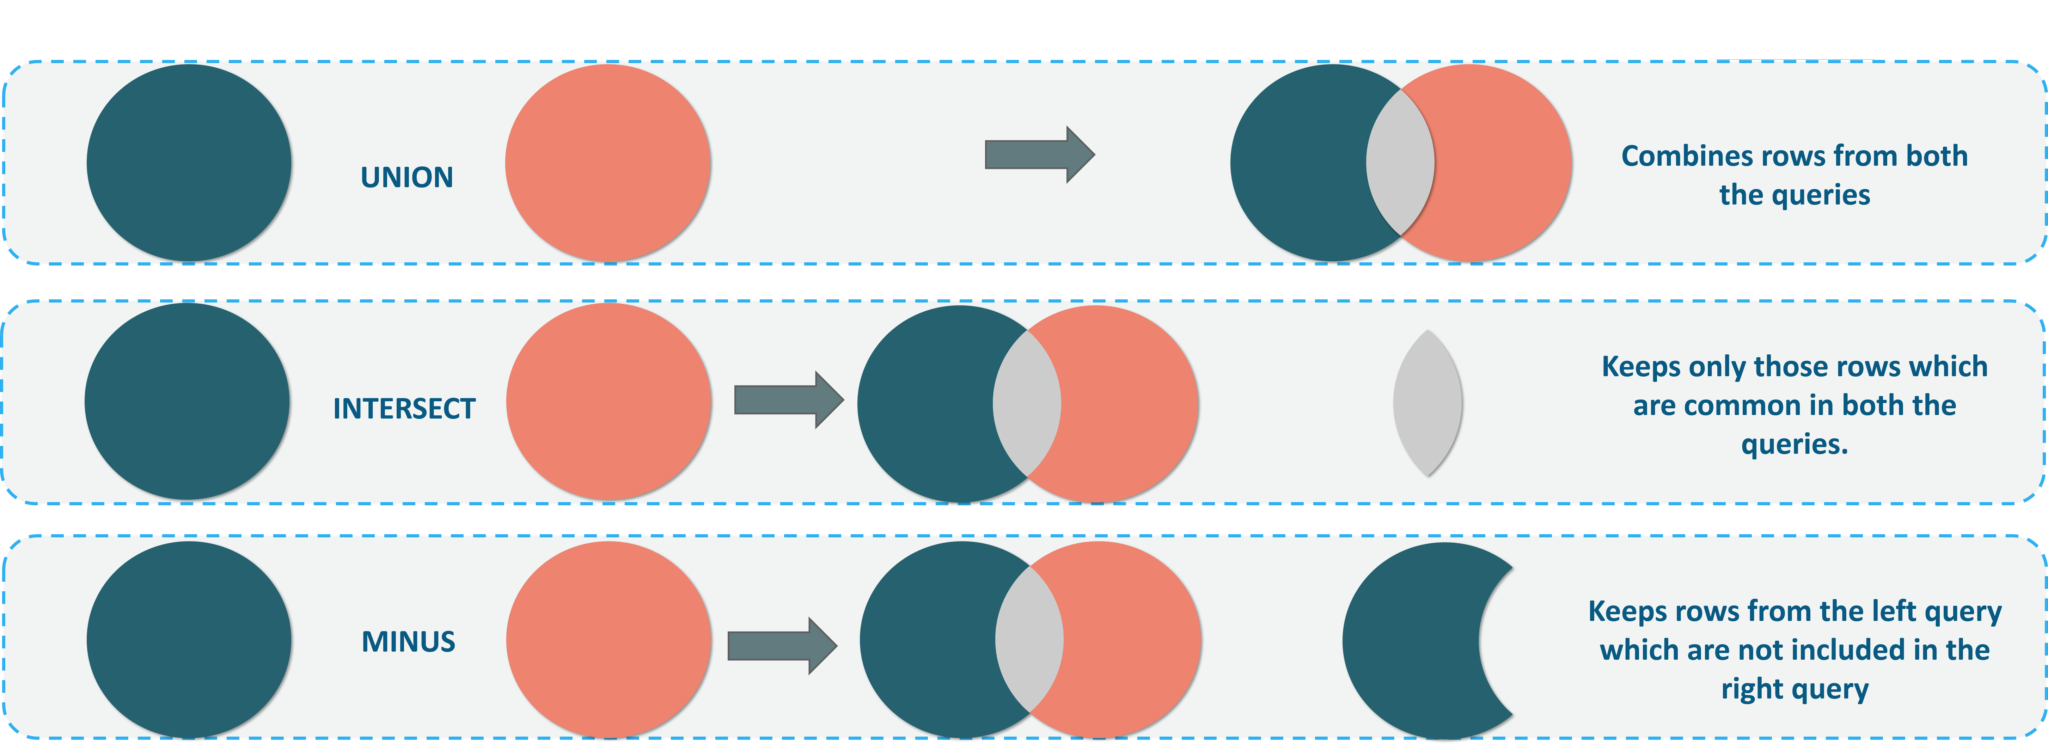 UNION
Combines rows from both
the queries
INTERSECT
Keeps only those rows which
are common in both the
queries.
MINUS
Keeps rows from the left query
which are not included in the
right query